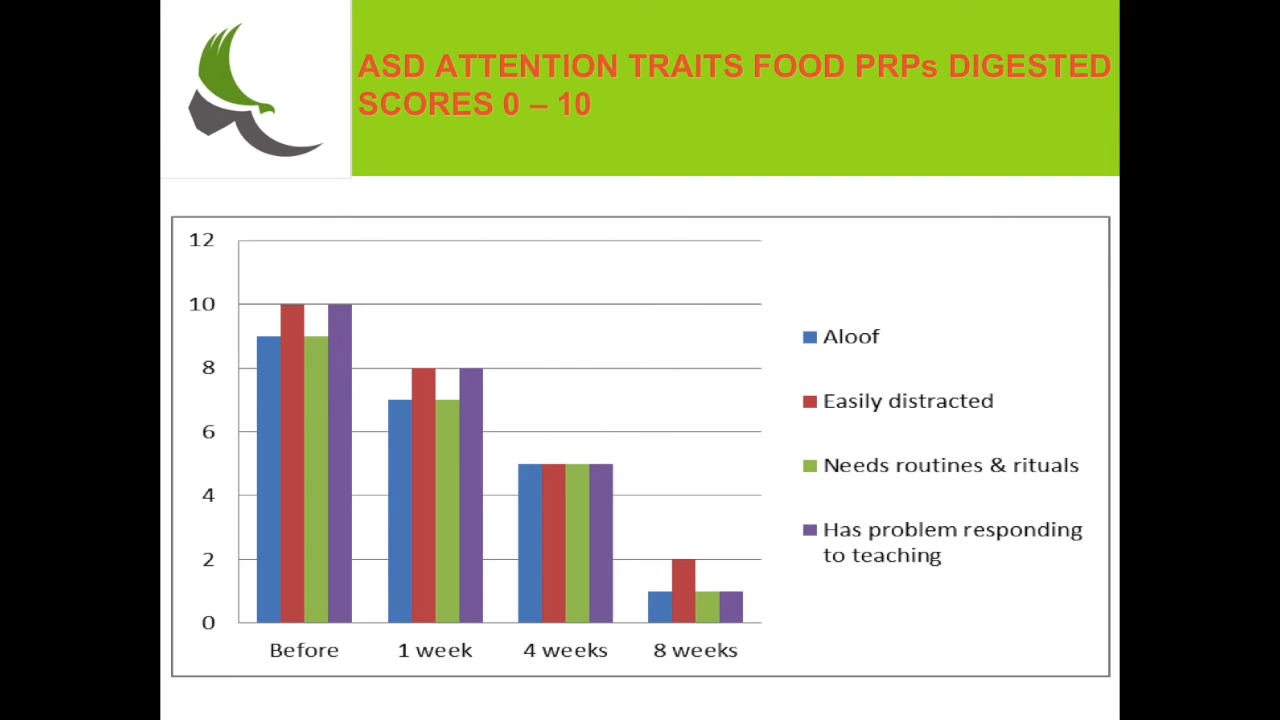 ASD ATTENTION TRAITS FOOD PRPs DIGESTED
SCORES 0 – 10
12
10
8
6
4
2
0
Before
1 week
4 weeks
8 weeks
Aloof
Easily distracted
Needs routines & rituals
Has problem responding
to teaching